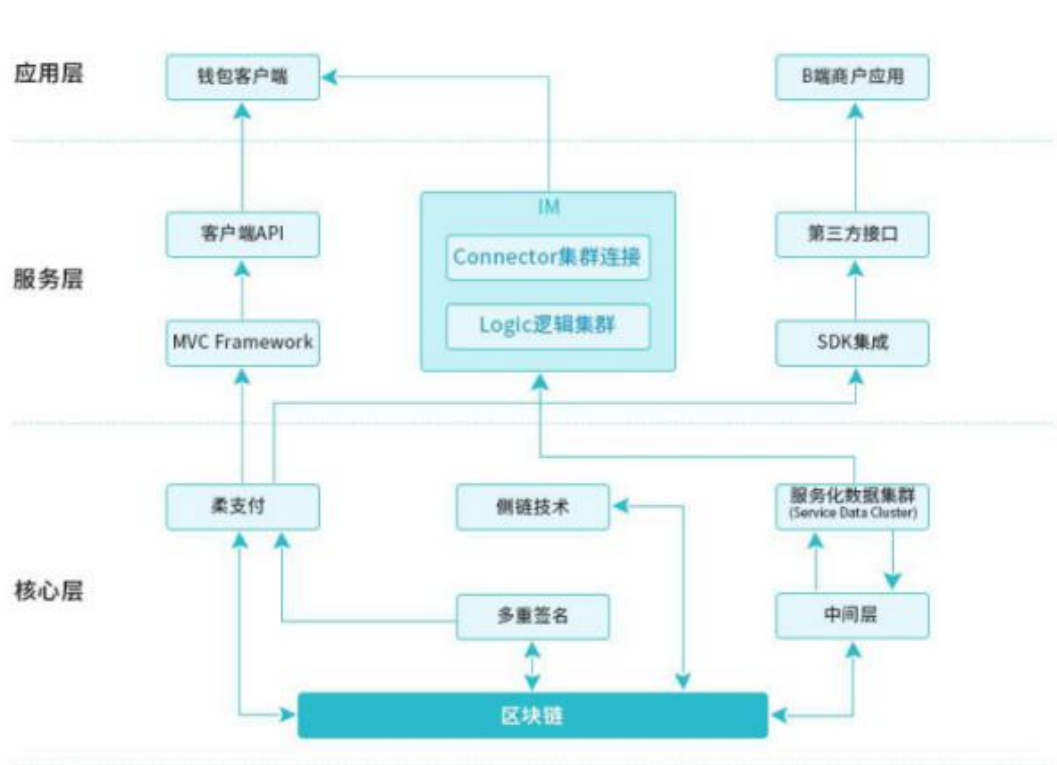 应用层
钱包客户端
B端商户应用
服务层
客户端API
IM
Connector集群连接
Logic逻辑集群
第三方接口
MVC Framework
SDK集成
核心层
柔支付
侧链技术
服务化数据集群
(Service Data Cluster)
多重签名
中间层
区块链